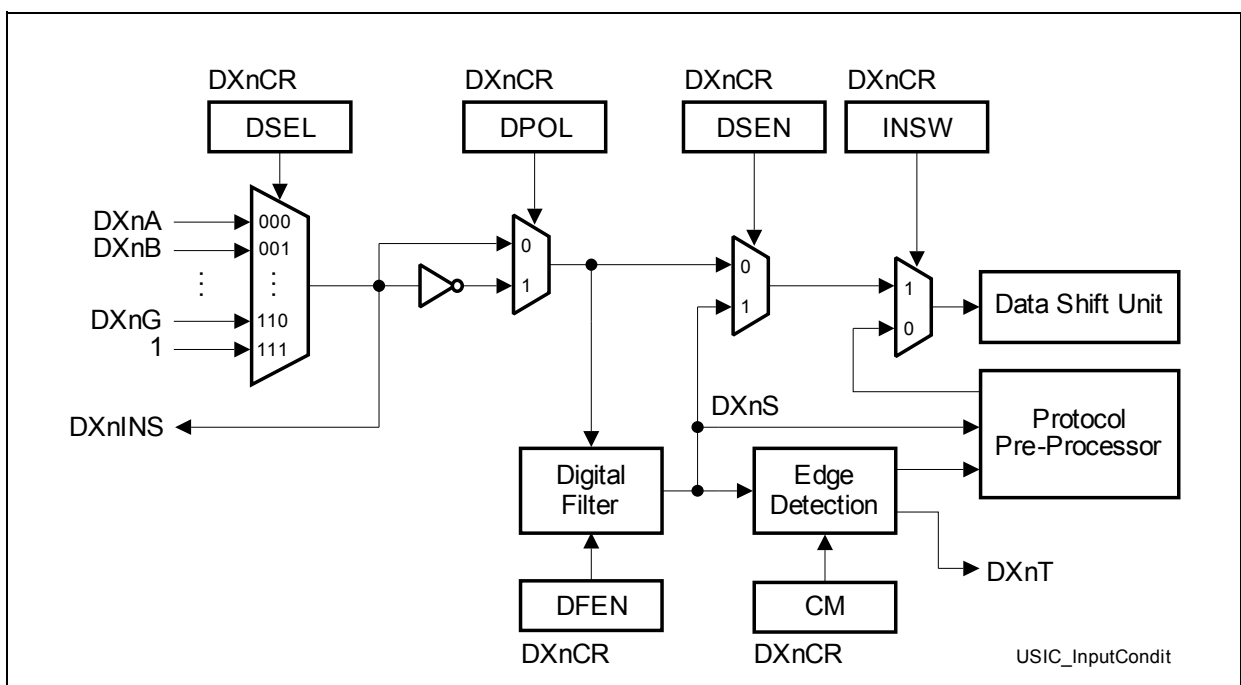 DXnCR
DXnCR
DXnCR
DXnCR
DSEL
DPOL
DSEN
INSW
DXnA
000
DXnB
001
⋮
⋮
DXnG
110
1
111
0
1
0
1
1
0
Data Shift Unit
DXnINS
DXnS
Protocol
Pre-Processor
Digital
Filter
Edge
Detection
DXnT
DFEN
CM
DXnCR
DXnCR
USIC_InputCondit